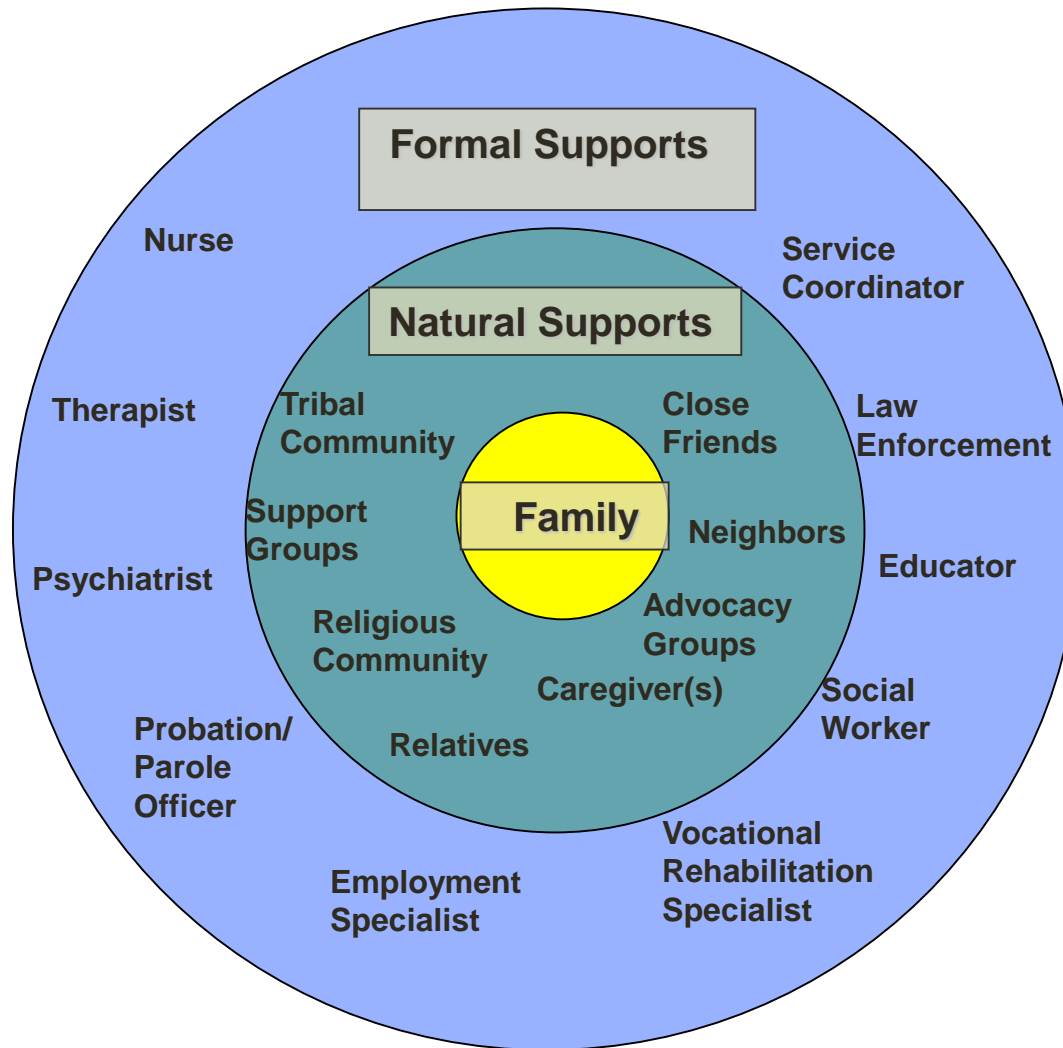 Formal Supports
Nurse
Service
Coordinator
Natural Supports
Therapist
Tribal
Community
Close
Friends
Law
Enforcement
Support
Groups
Family
Neighbors
Psychiatrist
Educator
Religious
Community
Advocacy
Groups
Caregiver(s)
Social
Worker
Probation/
Parole
Officer
Relatives
Employment
Specialist
Vocational
Rehabilitation
Specialist